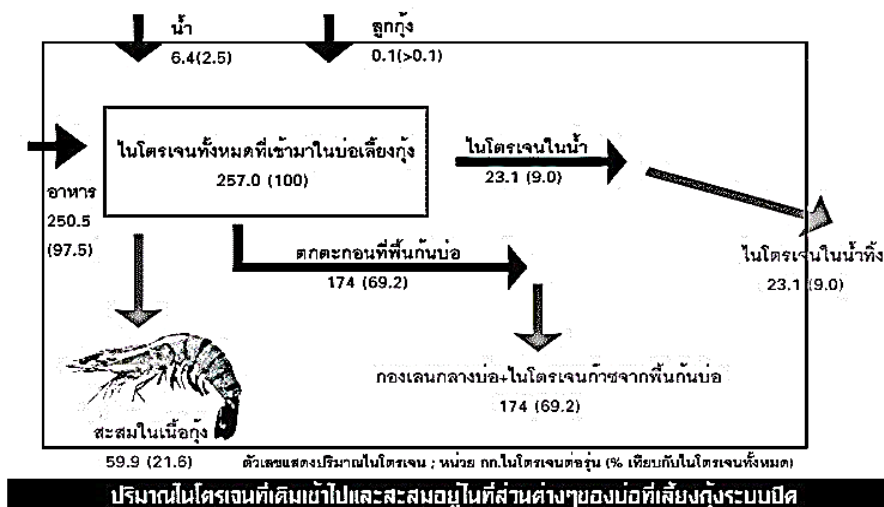 น้ำ
6.4(2.5)
ลูกกุ้ง
0.1(>0.1)
ไนโตรเจนทั้งหมดที่เข้ามาในบ่อเลี้ยงกุ้ง
257.0 (100)
ไนโตรเจนในน้ำ
23.1 (9.0)
อาหาร
250.5
(97.5)
ตกตะกอนที่พื้นก้นบ่อ
174 (69.2)
ไนโตรเจนในน้ำทิ้ง
23.1 (9.0)
กองเลนกลางบ่อ+ไนโตรเจนก๊าซจากพื้นก้นบ่อ
174 (69.2)
สะสมในเนื้อกุ้ง
59.9 (21.6)
ตัวเลขแสดงปริมาณไนโตรเจน ; หน่วย กก.ไนโตรเจนต่อรุ่น (% เทียบกับไนโตรเจนทั้งหมด)
ปริมาณไนโตรเจนที่เติมเข้าไปและสะสมอยู่ในที่ส่วนต่างๆของบ่อที่เลี้ยงกุ้งระบบปิด